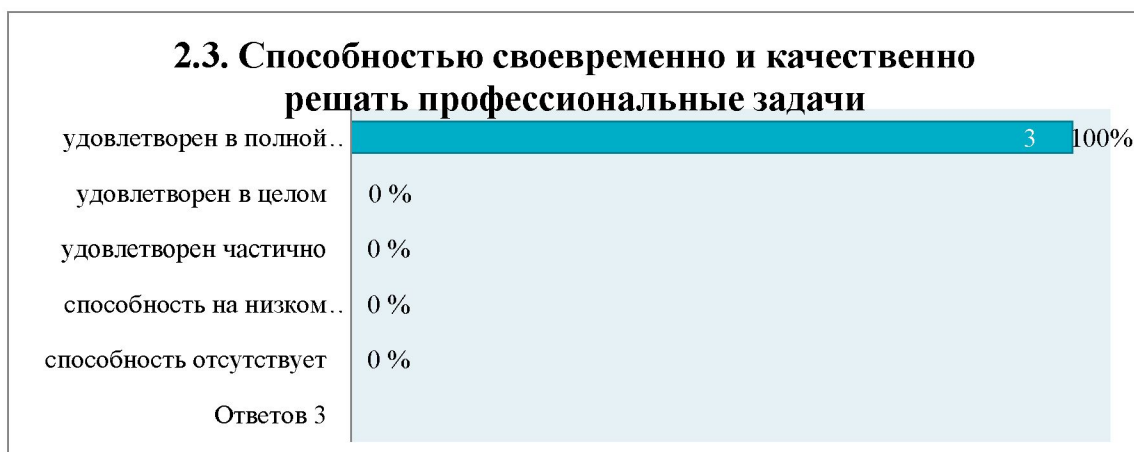 2.3. Способностью своевременно и качественно
решать профессиональные задачи
удовлетворен в полной.. 3 100%
удовлетворен в целом 0 %
удовлетворен частично 0 %
способность на низком.. 0 %
способность отсутствует 0 %
Ответов 3